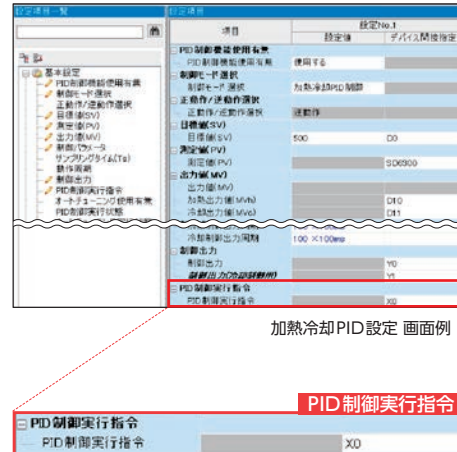 設定項目一覧
設定項目
項目
設定No.1
設定値
デバイス間接指定
基本設定
PID制御機能使用有無
制御モード選択
正動作/逆動作選択
目標値(SV)
測定値(PV)
出力値(MV)
制御パラメータ
サンプリングタイム(Ts)
動作周期
制御出力
PID制御実行指令
オートチューニング使用有無
PID制御実行状態
PID制御機能使用有無
PID制御機能使用有無 使用する
制御モード選択
制御モード選択 加熱冷却PID制御
正動作/逆動作選択
正動作/逆動作選択 逆動作
目標値(SV)
目標値(SV) 500 D0
測定値(PV)
測定値(PV) SD6300
出力値(MV)
出力値(MV)
加熱出力値(MVh) D10
冷却出力値(MVc) D11
冷却制御出力周期 100 ×100ms
制御出力
制御出力 Y0
制御出力(冷却制御用) Y1
PID制御実行指令
PID制御実行指令 X0
加熱冷却PID設定 画面例
PID制御実行指令
PID制御実行指令
PID制御実行指令 X0